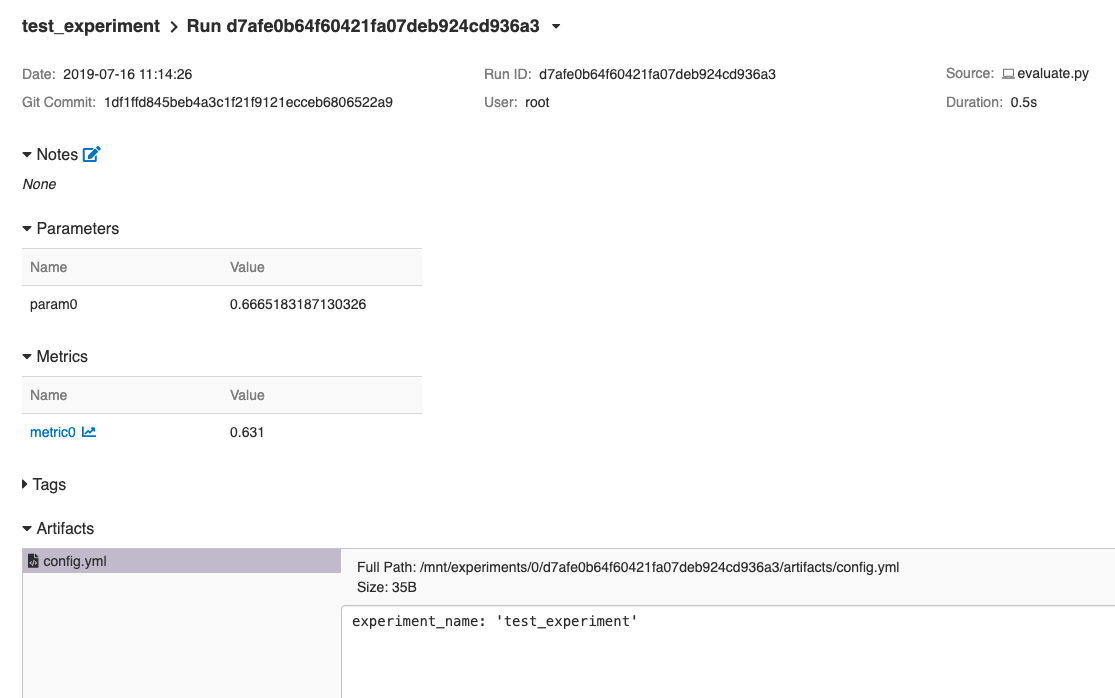 test_experiment > Run d7afe0b64f60421fa07deb924cd936a3
Date: 2019-07-16 11:14:26 Run ID: d7afe0b64f60421fa07deb924cd936a3 Source: evaluate.py
Git Commit: 1df1ffd845beb4a3c1f21f9121ecceb6806522a9 User: root Duration: 0.5s
Notes
None
Parameters
Name Value
param0 0.6665183187130326
Metrics
Name Value
metric0 0.631
Tags
Artifacts
config.yml
Full Path: /mnt/experiments/0/d7afe0b64f60421fa07deb924cd936a3/artifacts/config.yml
Size: 35B
experiment_name: 'test_experiment'